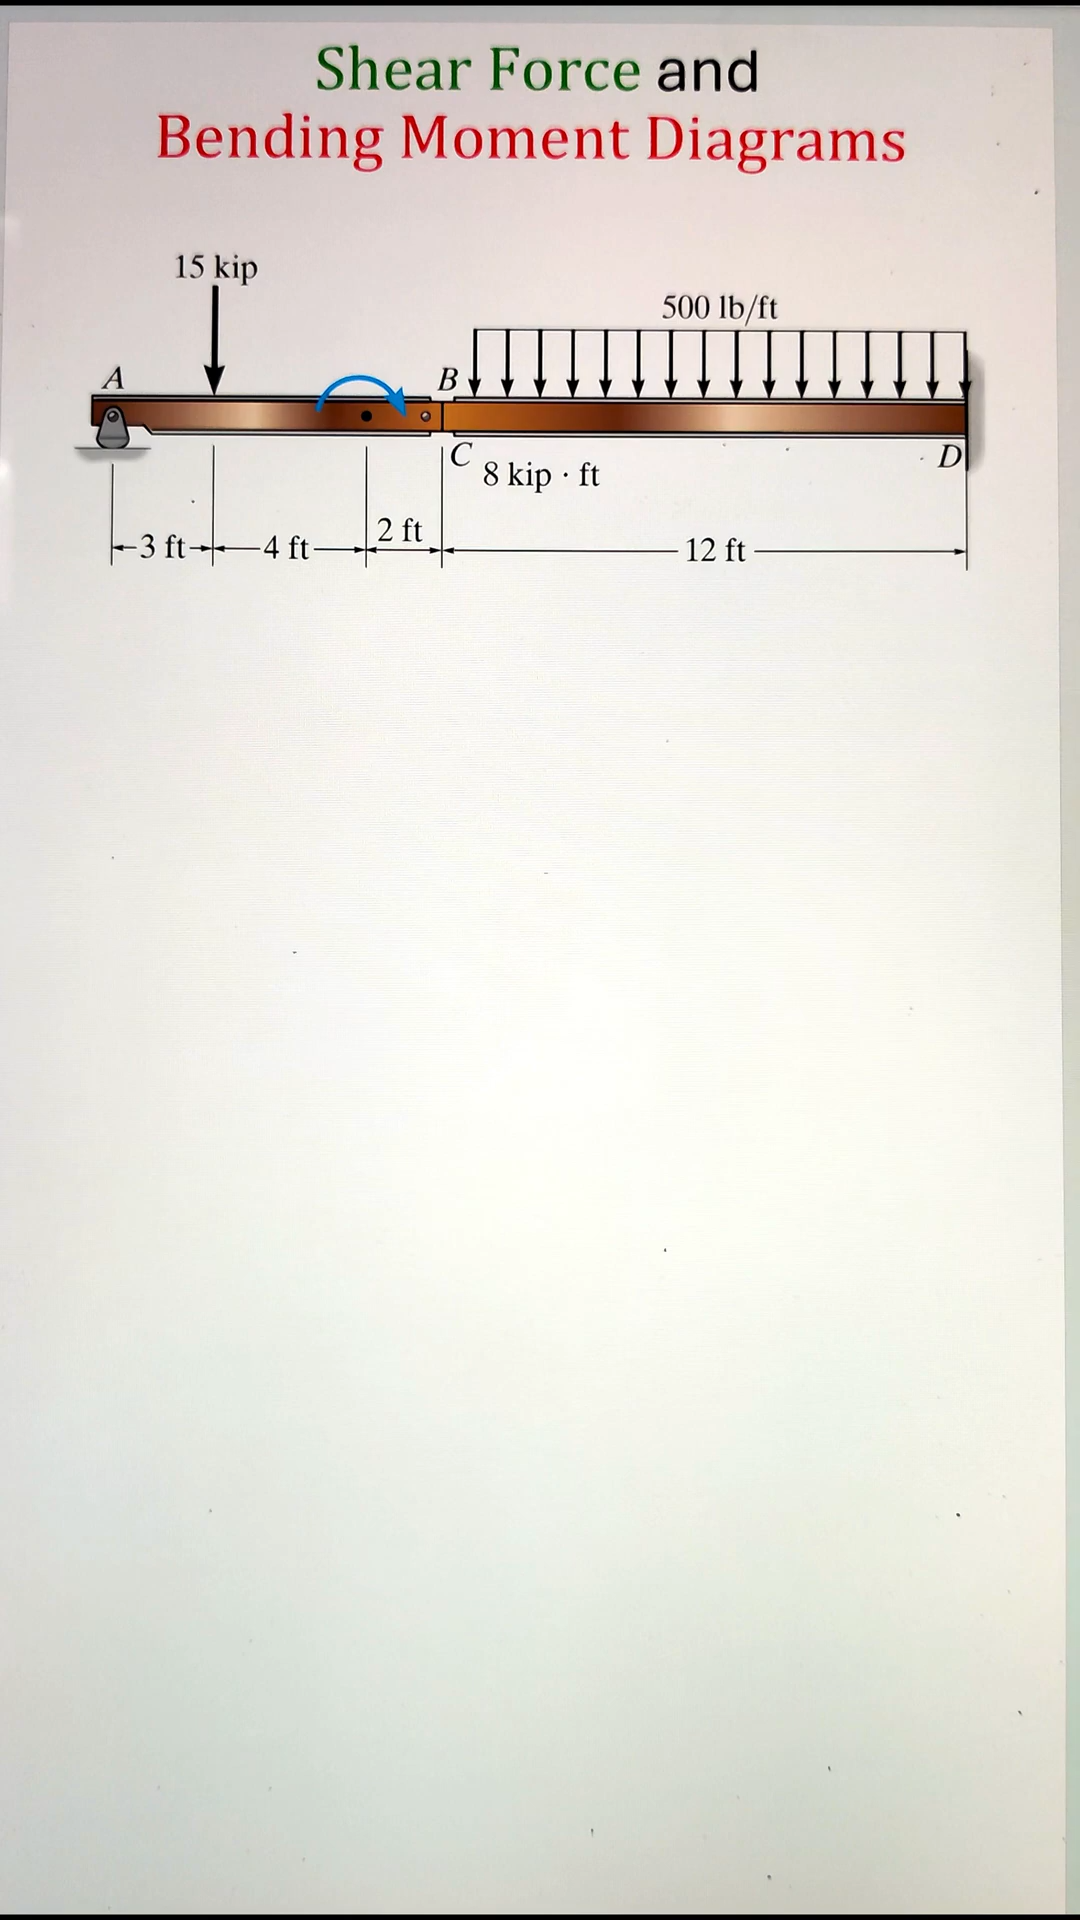 Shear Force and
Bending Moment Diagrams
15 kip
500 lb/ft
A
B
C
8 kip · ft
D
3 ft
4 ft
2 ft
12 ft